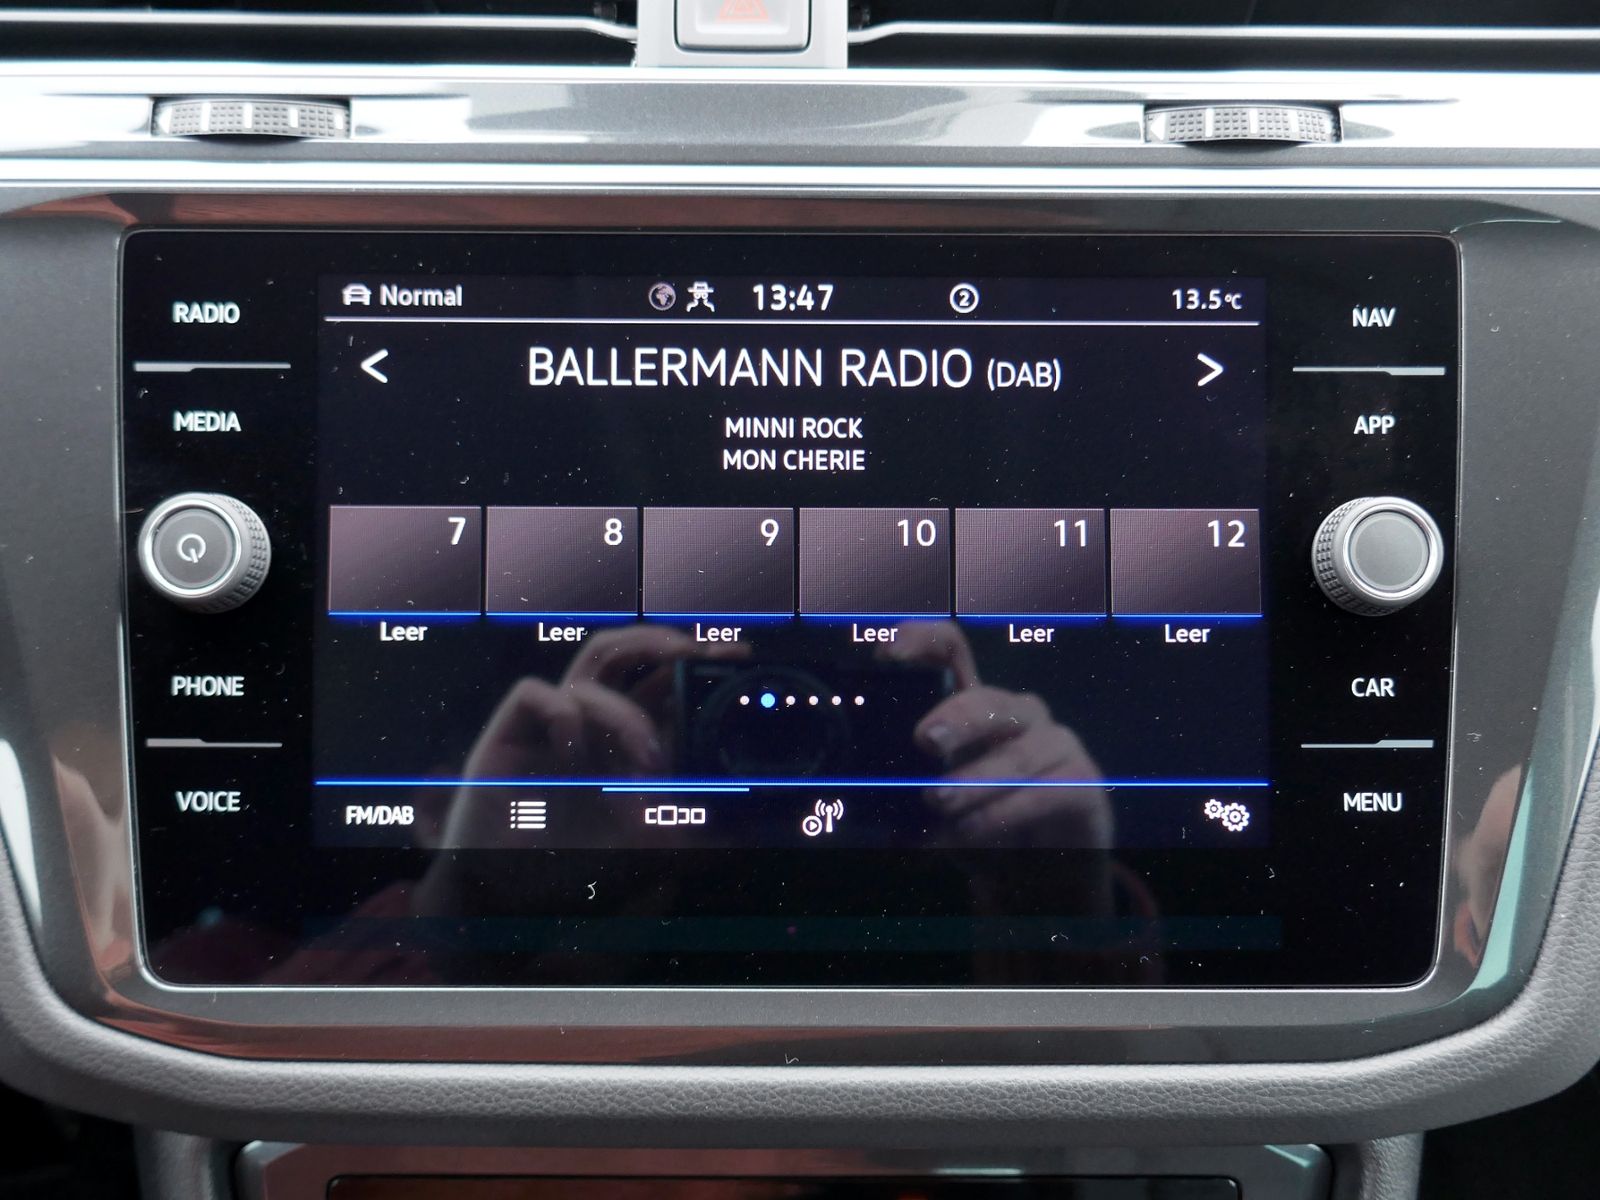 RADIO
MEDIA
PHONE
VOICE
Normal
13:47
2
13.5°C
BALLERMANN RADIO (DAB)
MINNI ROCK
MON CHERIE
7 8 9 10 11 12
Leer Leer Leer Leer Leer Leer
FM/DAB
NAV
APP
CAR
MENU